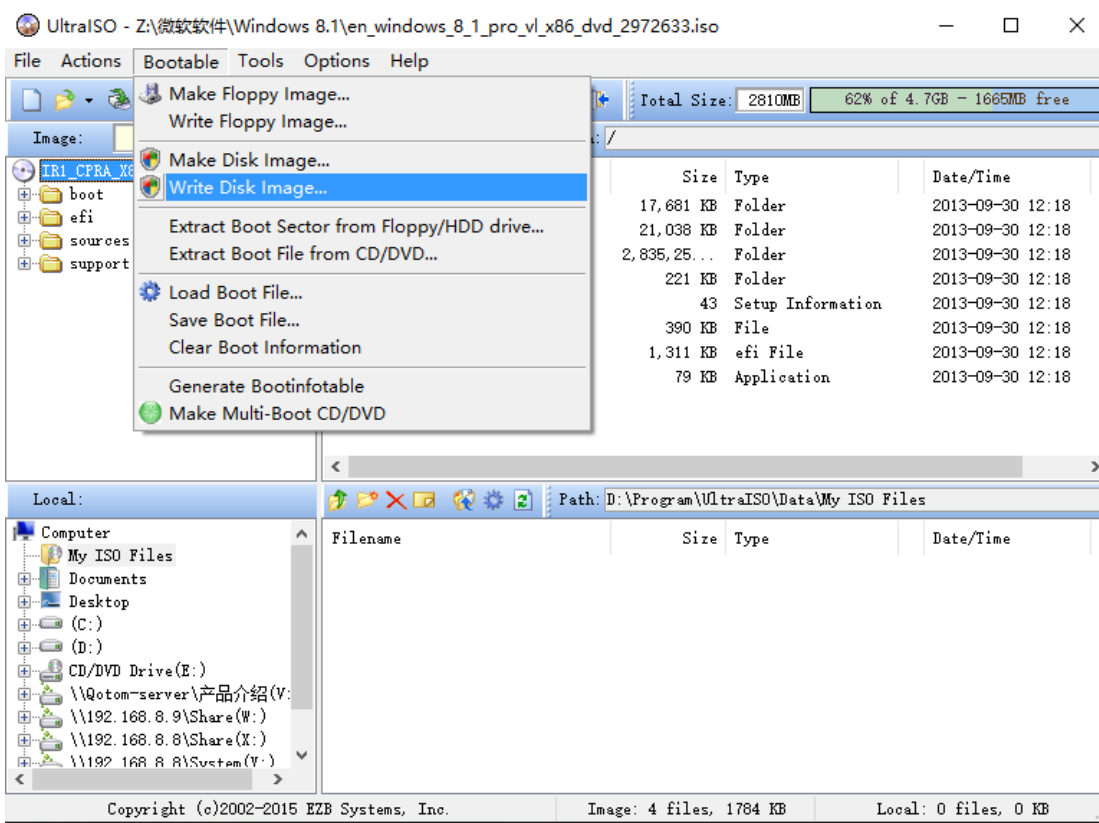 UltraISO - Z:\微软软件\Windows 8.1\en_windows_8_1_pro_vl_x86_dvd_2972633.iso
File Actions Bootable Tools Options Help
Total Size: 2810MB 62% of 4.7GB - 1665MB free
Image: /
Make Floppy Image...
Write Floppy Image...
Make Disk Image...
Write Disk Image...
Extract Boot Sector from Floppy/HDD drive...
Extract Boot File from CD/DVD...
Load Boot File...
Save Boot File...
Clear Boot Information
Generate Bootinfotable
Make Multi-Boot CD/DVD
IR1_CPRA_X8
boot
efi
sources
support
Size Type Date/Time
17,681 KB Folder 2013-09-30 12:18
21,038 KB Folder 2013-09-30 12:18
2,835,25... Folder 2013-09-30 12:18
221 KB Folder 2013-09-30 12:18
43 Setup Information 2013-09-30 12:18
390 KB File 2013-09-30 12:18
1,311 KB efi File 2013-09-30 12:18
79 KB Application 2013-09-30 12:18
Local: Path: D:\Program\UltraISO\Data\My ISO Files
Computer
My ISO Files
Documents
Desktop
(C:)
(D:)
CD/DVD Drive(E:)
\\Qotom-server\产品介绍(V:
\\192.168.8.9\Share(W:)
\\192.168.8.8\Share(X:)
\\192.168.8.8\System(Y:)
Filename Size Type Date/Time
Copyright (c)2002-2015 EZB Systems, Inc. Image: 4 files, 1784 KB Local: 0 files, 0 KB